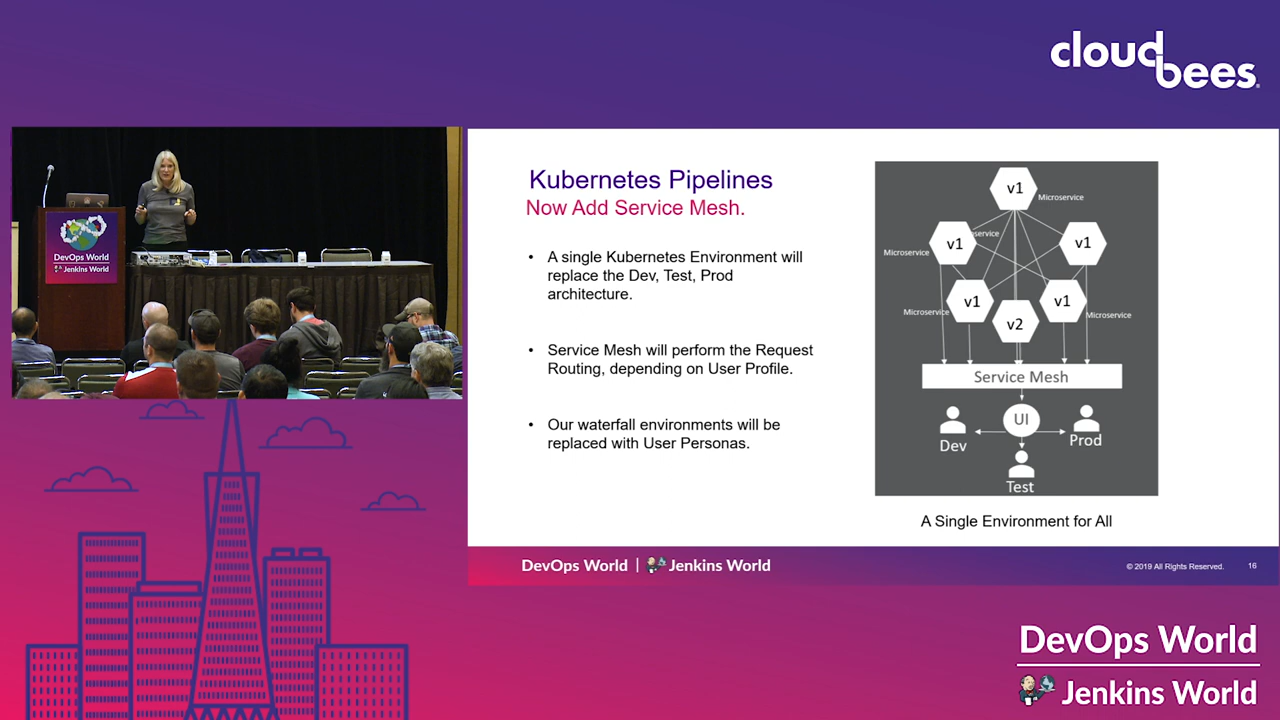 cloudbees
DevOps World
Jenkins World
Kubernetes Pipelines
Now Add Service Mesh.
• A single Kubernetes Environment will
replace the Dev, Test, Prod
architecture.
• Service Mesh will perform the Request
Routing, depending on User Profile.
• Our waterfall environments will be
replaced with User Personas.
v1
Microservice
v1
service
v1
Microservice
v1
v1
Microservice
Microservice
v2
Service Mesh
UI
Dev
Prod
Test
A Single Environment for All
DevOps World | Jenkins World
© 2019 All Rights Reserved.
16
DevOps World
Jenkins World